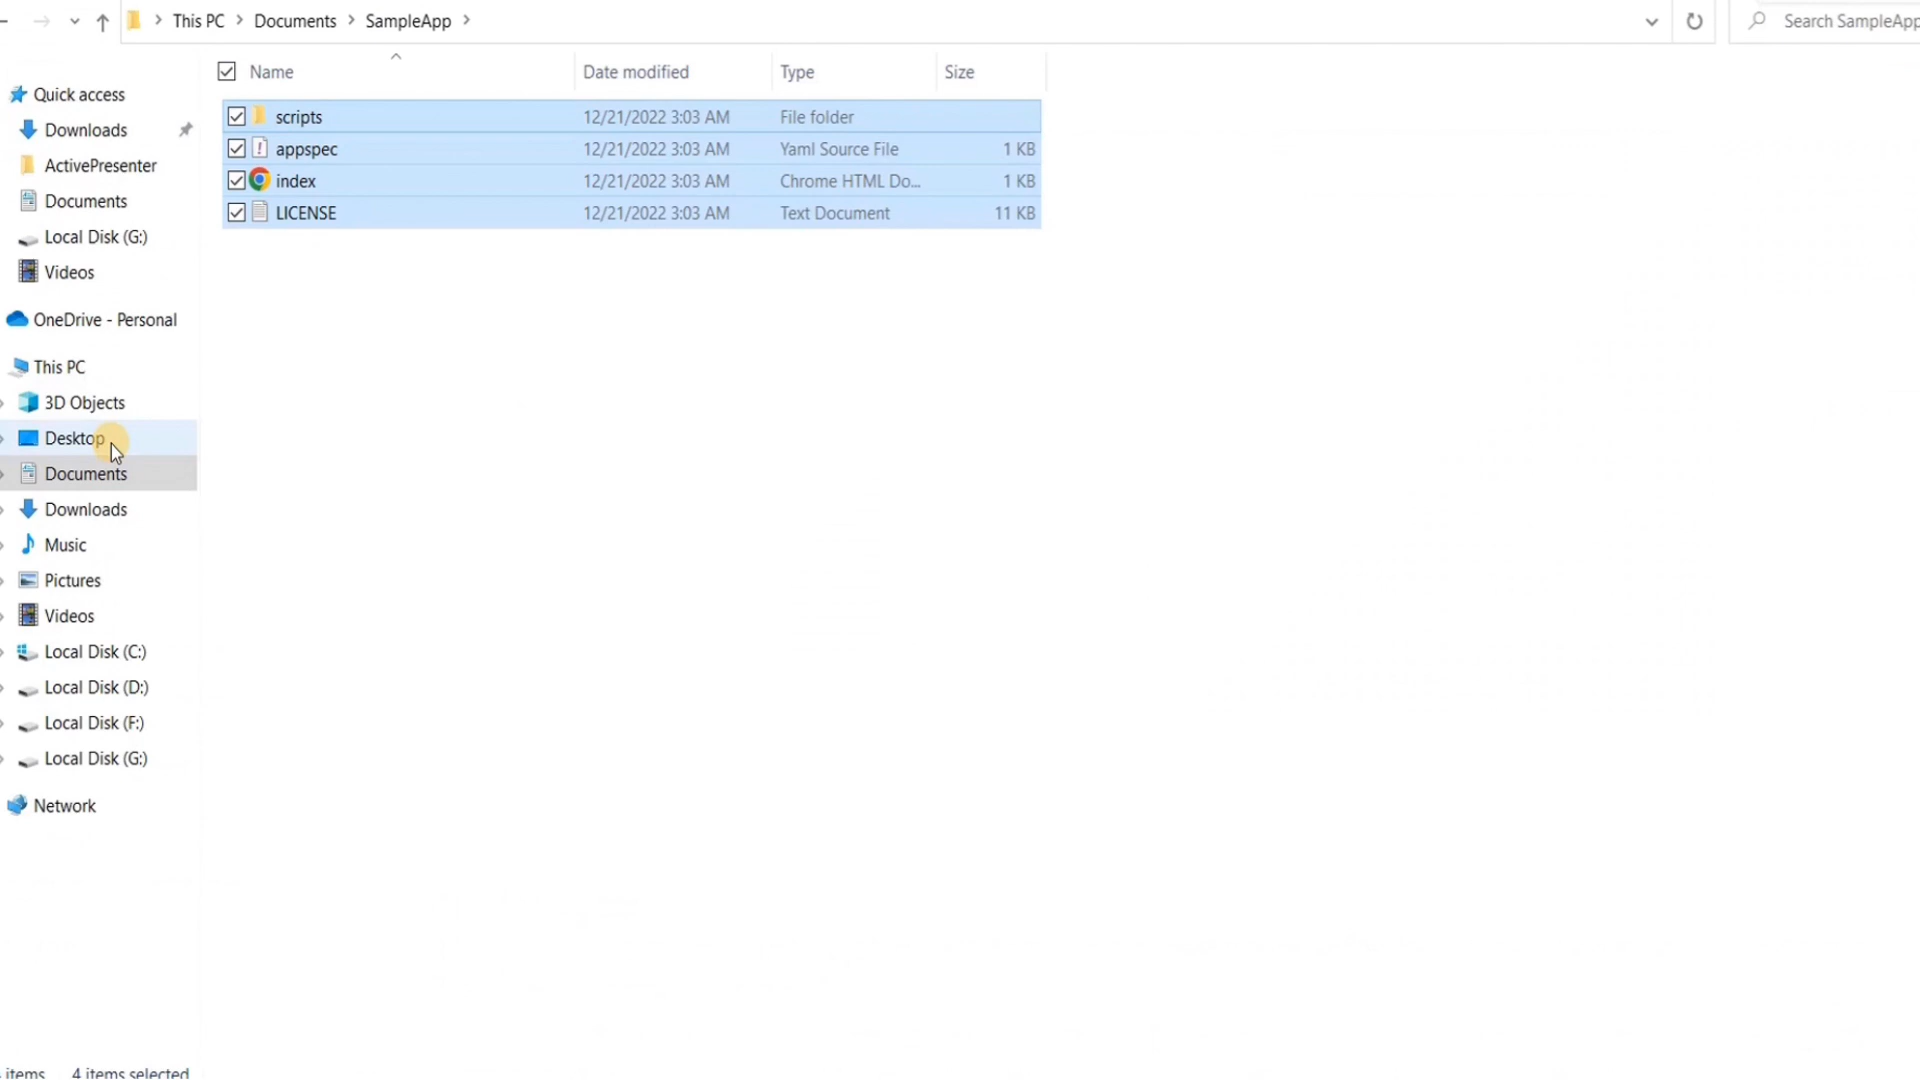 This PC > Documents > SampleApp >
Search SampleApp
Name Date modified Type Size
scripts 12/21/2022 3:03 AM File folder
appspec 12/21/2022 3:03 AM Yaml Source File 1 KB
index 12/21/2022 3:03 AM Chrome HTML Do... 1 KB
LICENSE 12/21/2022 3:03 AM Text Document 11 KB
Quick access
Downloads
ActivePresenter
Documents
Local Disk (G:)
Videos
OneDrive - Personal
This PC
3D Objects
Desktop
Documents
Downloads
Music
Pictures
Videos
Local Disk (C:)
Local Disk (D:)
Local Disk (F:)
Local Disk (G:)
Network
items 4 items selected